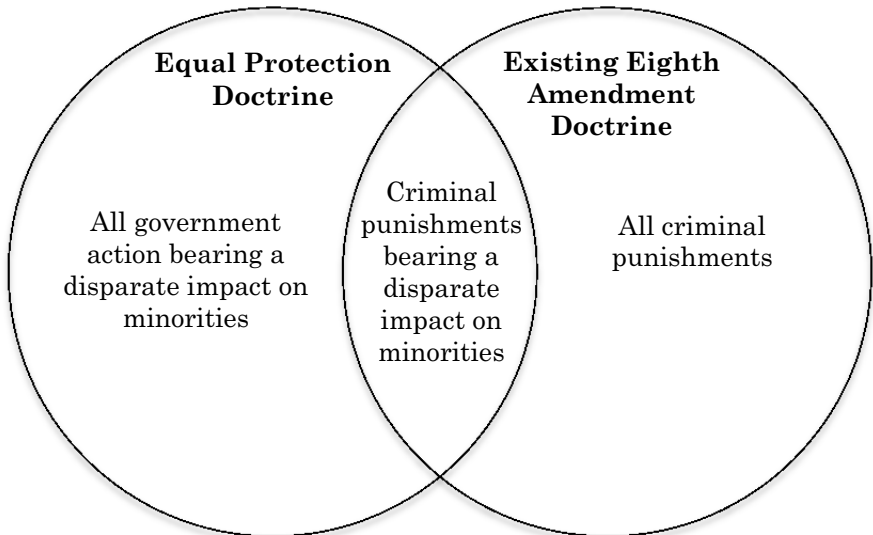 Equal Protection
Doctrine
Existing Eighth
Amendment
Doctrine
All government
action bearing a
disparate impact on
minorities
Criminal
punishments
bearing a
disparate
impact on
minorities
All criminal
punishments